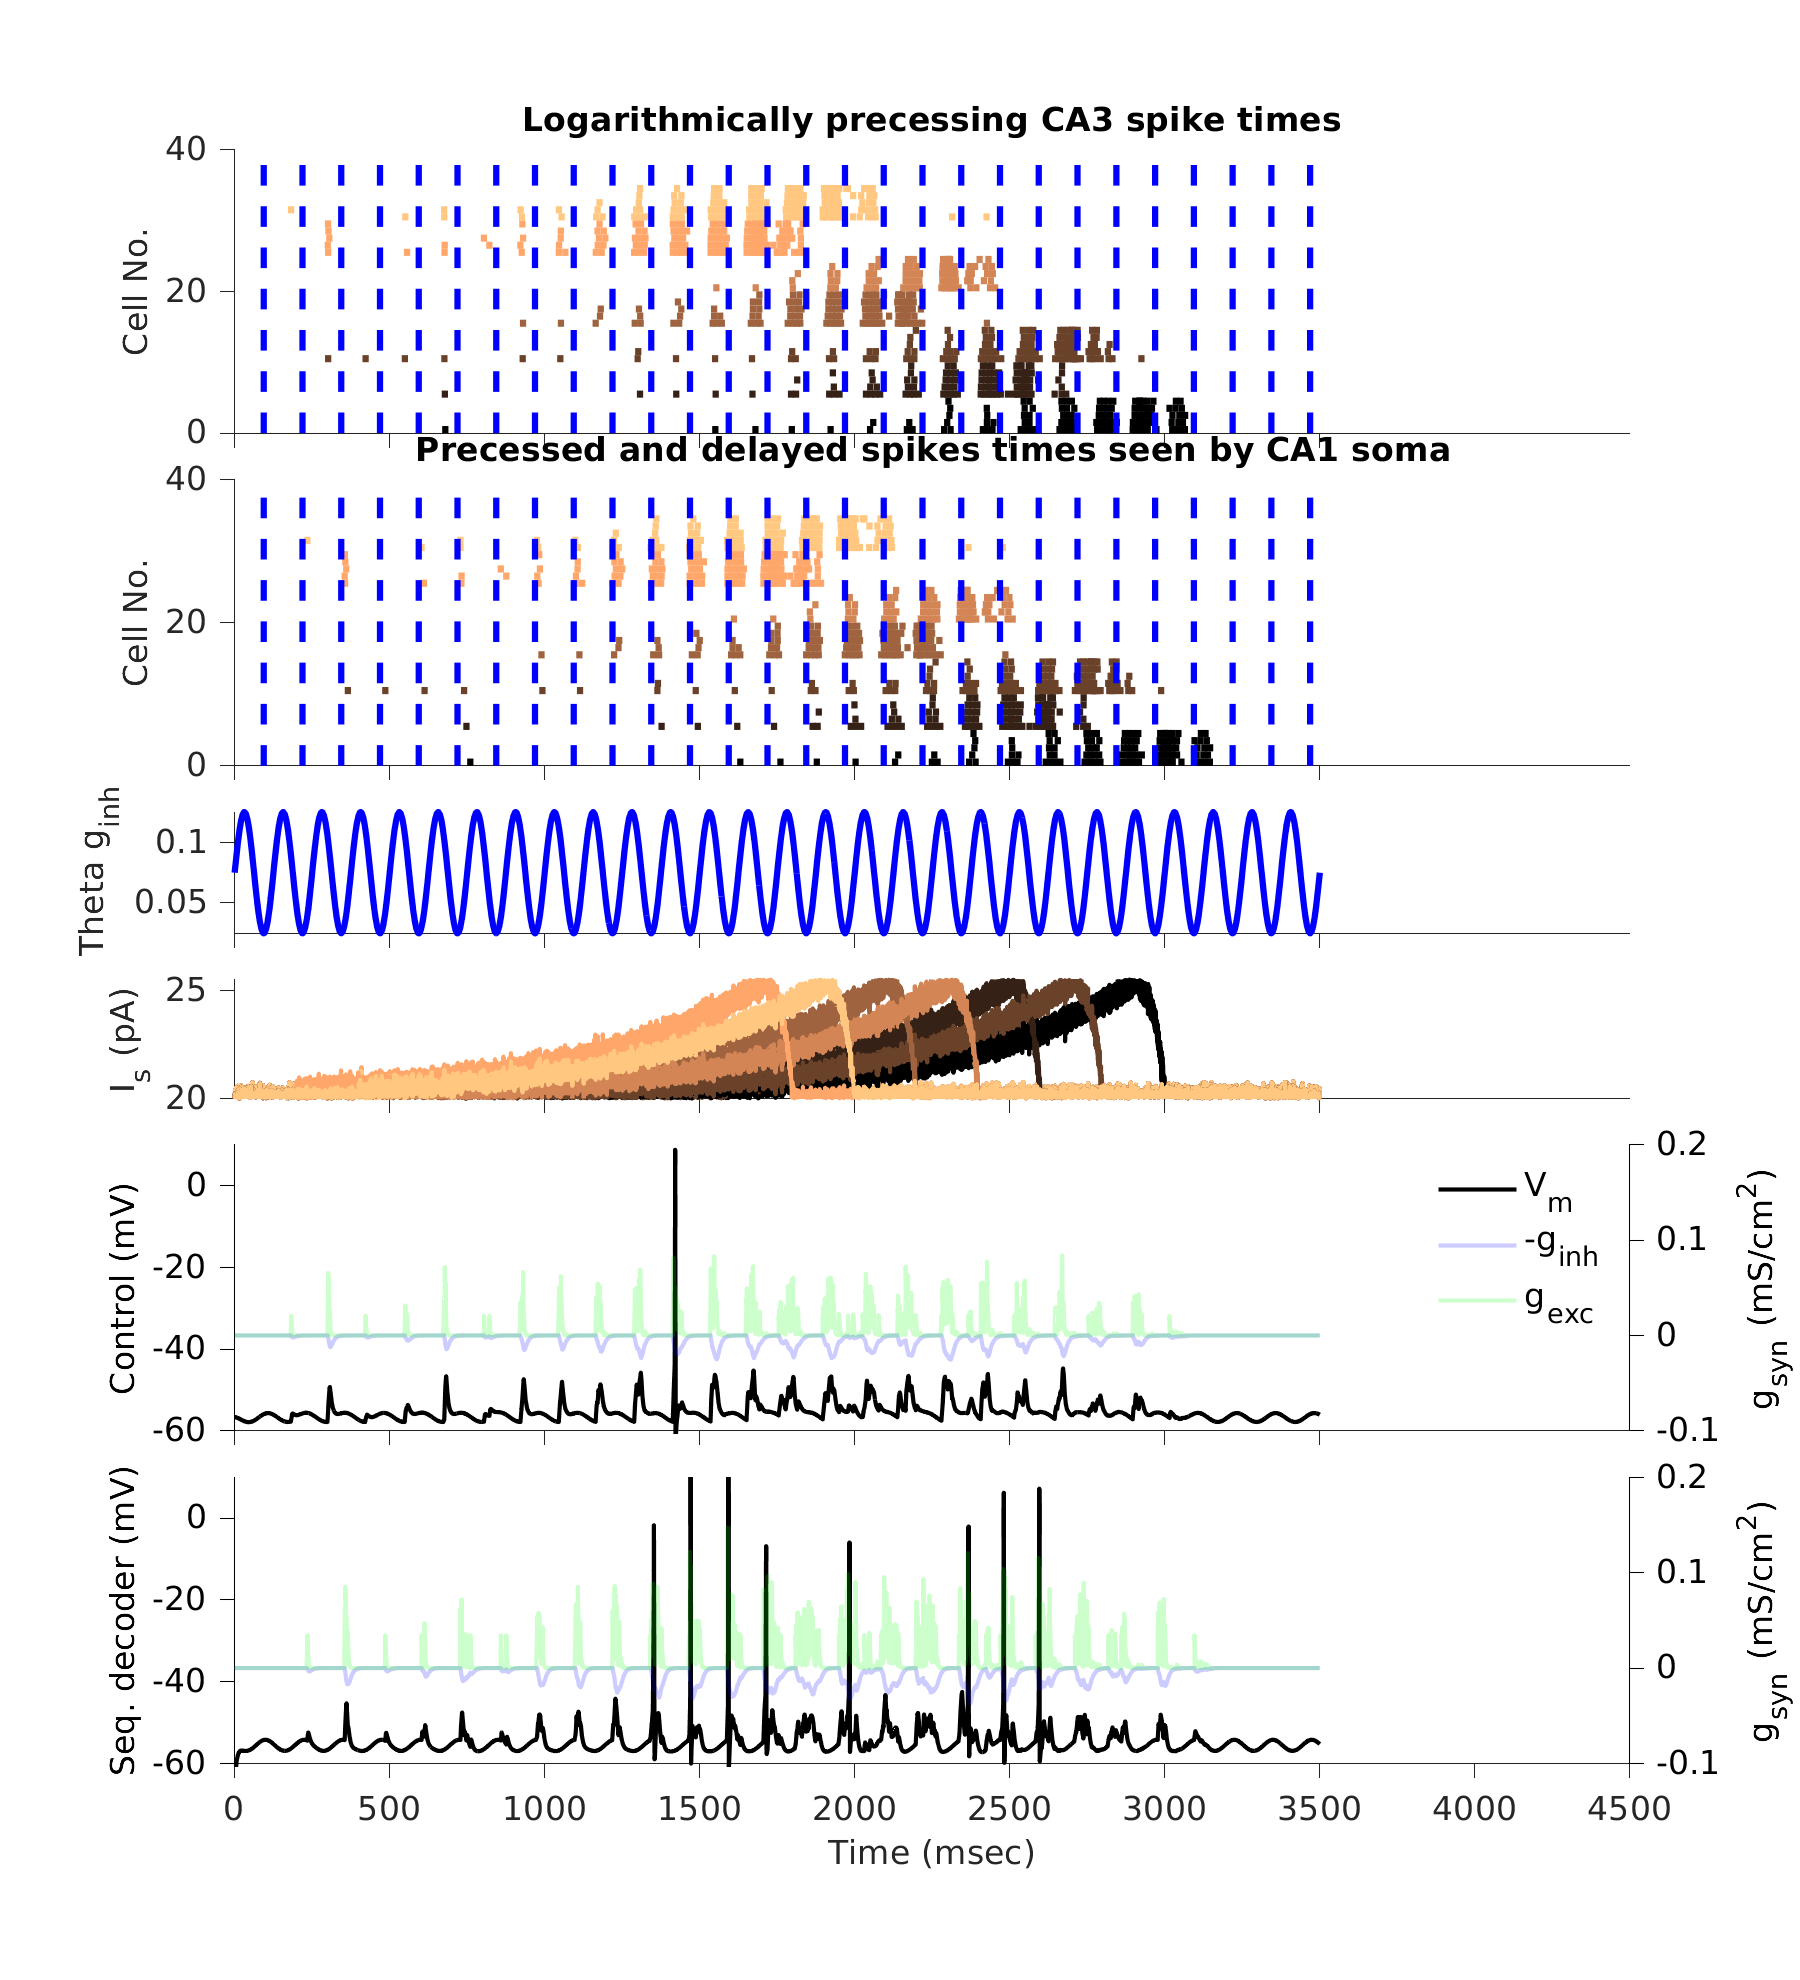 Logarithmically precessing CA3 spike times
40
20
0
Cell No.
Precessed and delayed spikes times seen by CA1 soma
40
20
0
Cell No.
0.1
0.05
Theta g_inh
25
20
I_s (pA)
0
-20
-40
-60
Control (mV)
V_m
-g_inh
g_exc
0.2
0.1
0
-0.1
g_syn (mS/cm^2)
0
-20
-40
-60
Seq. decoder (mV)
0.2
0.1
0
-0.1
g_syn (mS/cm^2)
0 500 1000 1500 2000 2500 3000 3500 4000 4500
Time (msec)